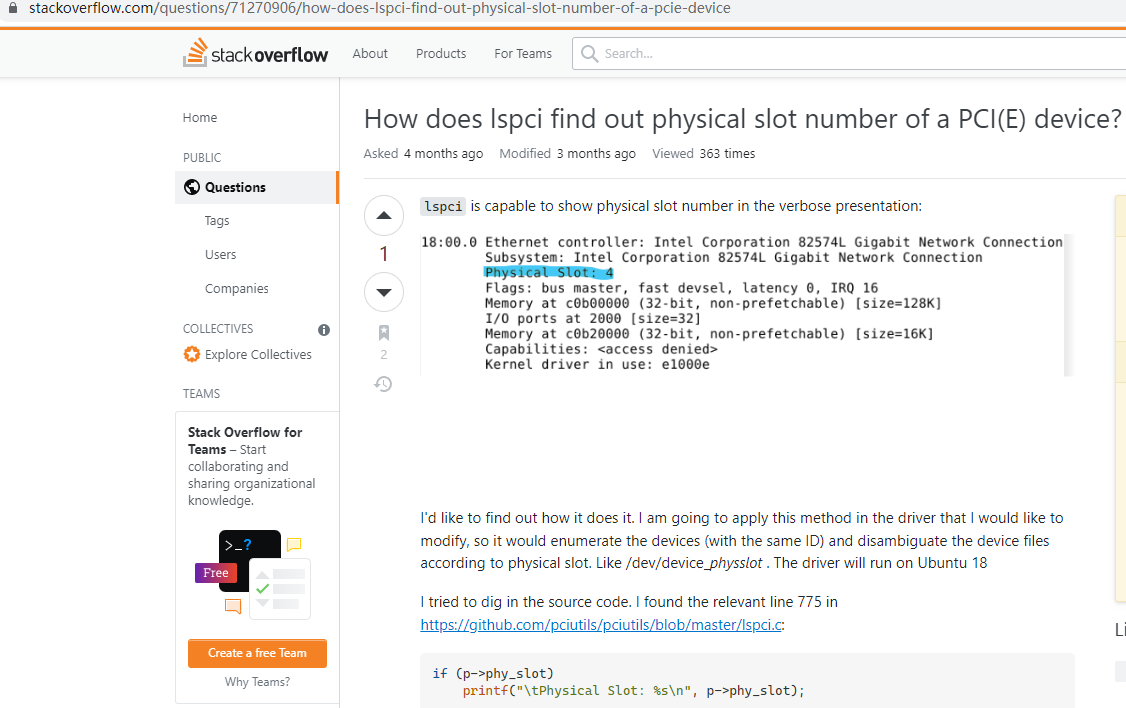 stackoverflow.com/questions/71270906/how-does-lspci-find-out-physical-slot-number-of-a-pcie-device
stackoverflow
About
Products
For Teams
Search...
Home
PUBLIC
Questions
Tags
Users
Companies
COLLECTIVES
Explore Collectives
TEAMS
Stack Overflow for
Teams – Start
collaborating and
sharing organizational
knowledge.
>_?
Free
Create a free Team
Why Teams?
How does lspci find out physical slot number of a PCI(E) device?
Asked 4 months ago Modified 3 months ago Viewed 363 times
1
2
lspci is capable to show physical slot number in the verbose presentation:
18:00.0 Ethernet controller: Intel Corporation 82574L Gigabit Network Connection
Subsystem: Intel Corporation 82574L Gigabit Network Connection
Physical Slot: 4
Flags: bus master, fast devsel, latency 0, IRQ 16
Memory at c0b00000 (32-bit, non-prefetchable) [size=128K]
I/O ports at 2000 [size=32]
Memory at c0b20000 (32-bit, non-prefetchable) [size=16K]
Capabilities: <access denied>
Kernel driver in use: e1000e
I'd like to find out how it does it. I am going to apply this method in the driver that I would like to
modify, so it would enumerate the devices (with the same ID) and disambiguate the device files
according to physical slot. Like /dev/device_physslot . The driver will run on Ubuntu 18
I tried to dig in the source code. I found the relevant line 775 in
https://github.com/pciutils/pciutils/blob/master/lspci.c:
if (p->phy_slot)
printf("\tPhysical Slot: %s\n", p->phy_slot);
Li